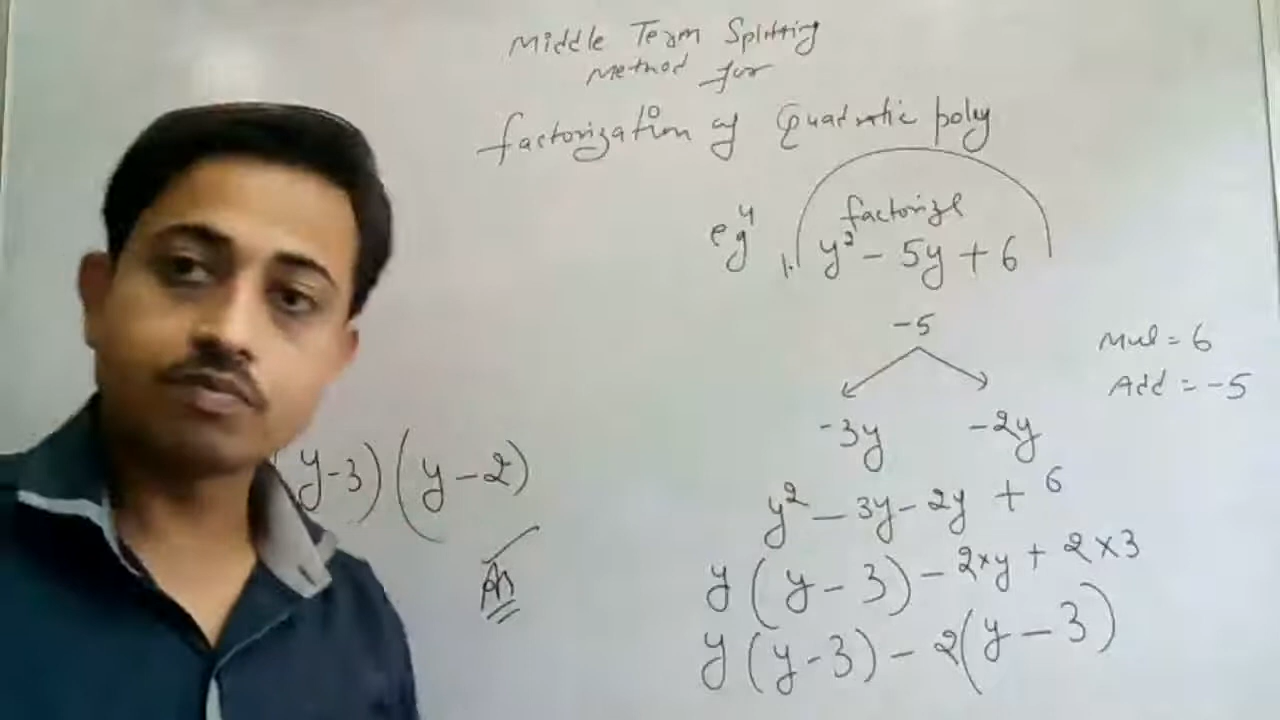 Middle Term Splitting
Method for
factorization of Quadratic poly
eg 4
factorize
1. y² - 5y + 6
-5
Mul = 6
Add = -5
-3y -2y
y² - 3y - 2y + 6
y(y - 3) - 2×y + 2×3
y(y-3) - 2(y - 3)
(y-3)(y-2)
An